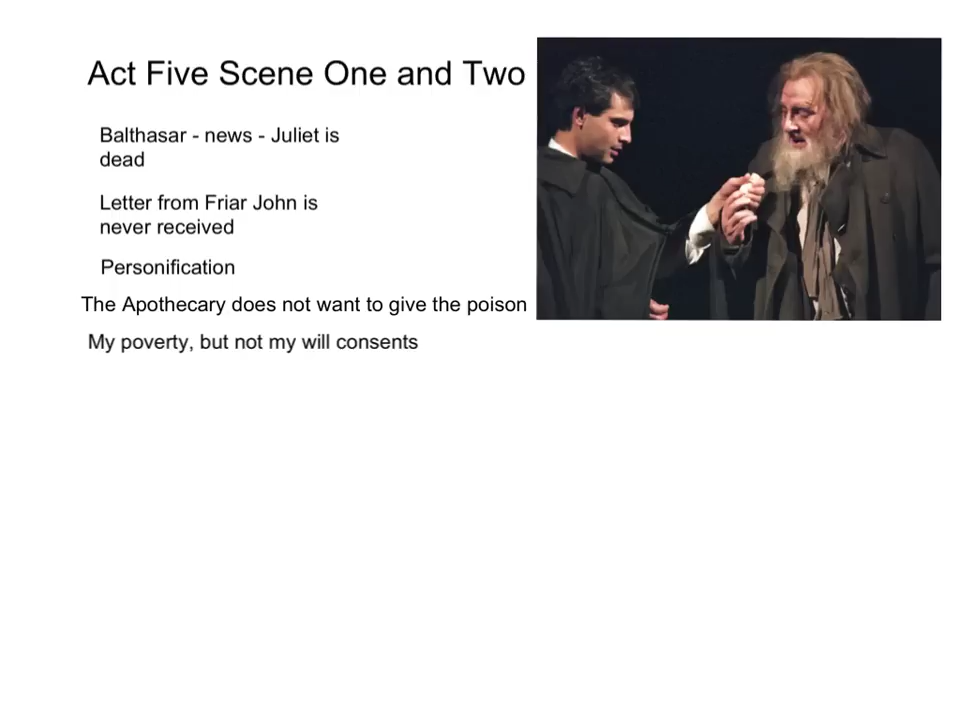 Act Five Scene One and Two
Balthasar - news - Juliet is
dead
Letter from Friar John is
never received
Personification
The Apothecary does not want to give the poison
My poverty, but not my will consents